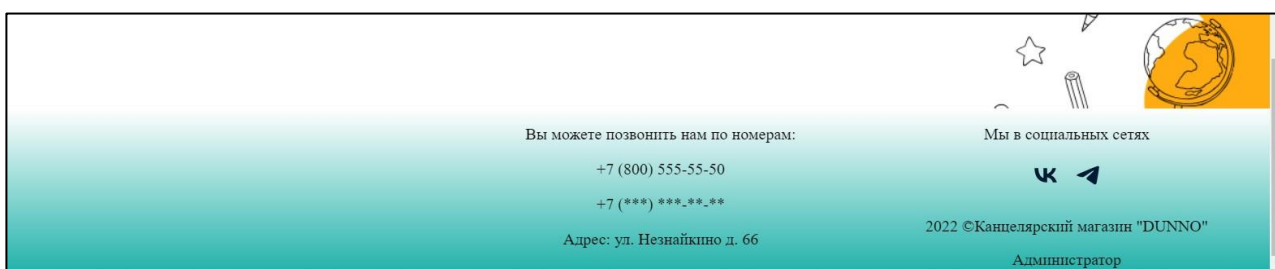 Вы можете позвонить нам по номерам:
+7 (800) 555-55-50
+7 (***) ***-**-**
Адрес: ул. Незнайкино д. 66
Мы в социальных сетях
2022 ©Канцелярский магазин "DUNNO"
Администратор